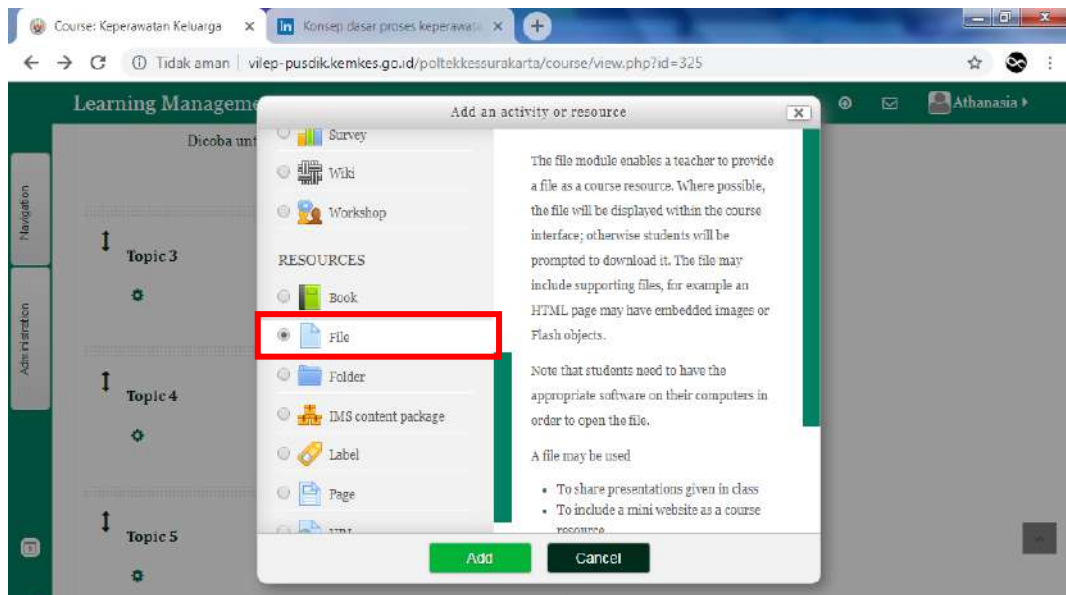 Course: Keperawatan Keluarga
Konsep dasar proses keperawata
Tidak aman | vilep-pusdik.kemkes.go.id/poltekkessurakarta/course/view.php?id=325
Learning Manageme
Athanasia
Add an activity or resource
Dicoba unt
Navigation
Administration
Topic 3
Topic 4
Topic 5
Survey
Wiki
Workshop
RESOURCES
Book
File
Folder
IMS content package
Label
Page
URL
The file module enables a teacher to provide
a file as a course resource. Where possible,
the file will be displayed within the course
interface; otherwise students will be
prompted to download it. The file may
include supporting files, for example an
HTML page may have embedded images or
Flash objects.
Note that students need to have the
appropriate software on their computers in
order to open the file.
A file may be used
• To share presentations given in class
• To include a mini website as a course
resource
Add
Cancel